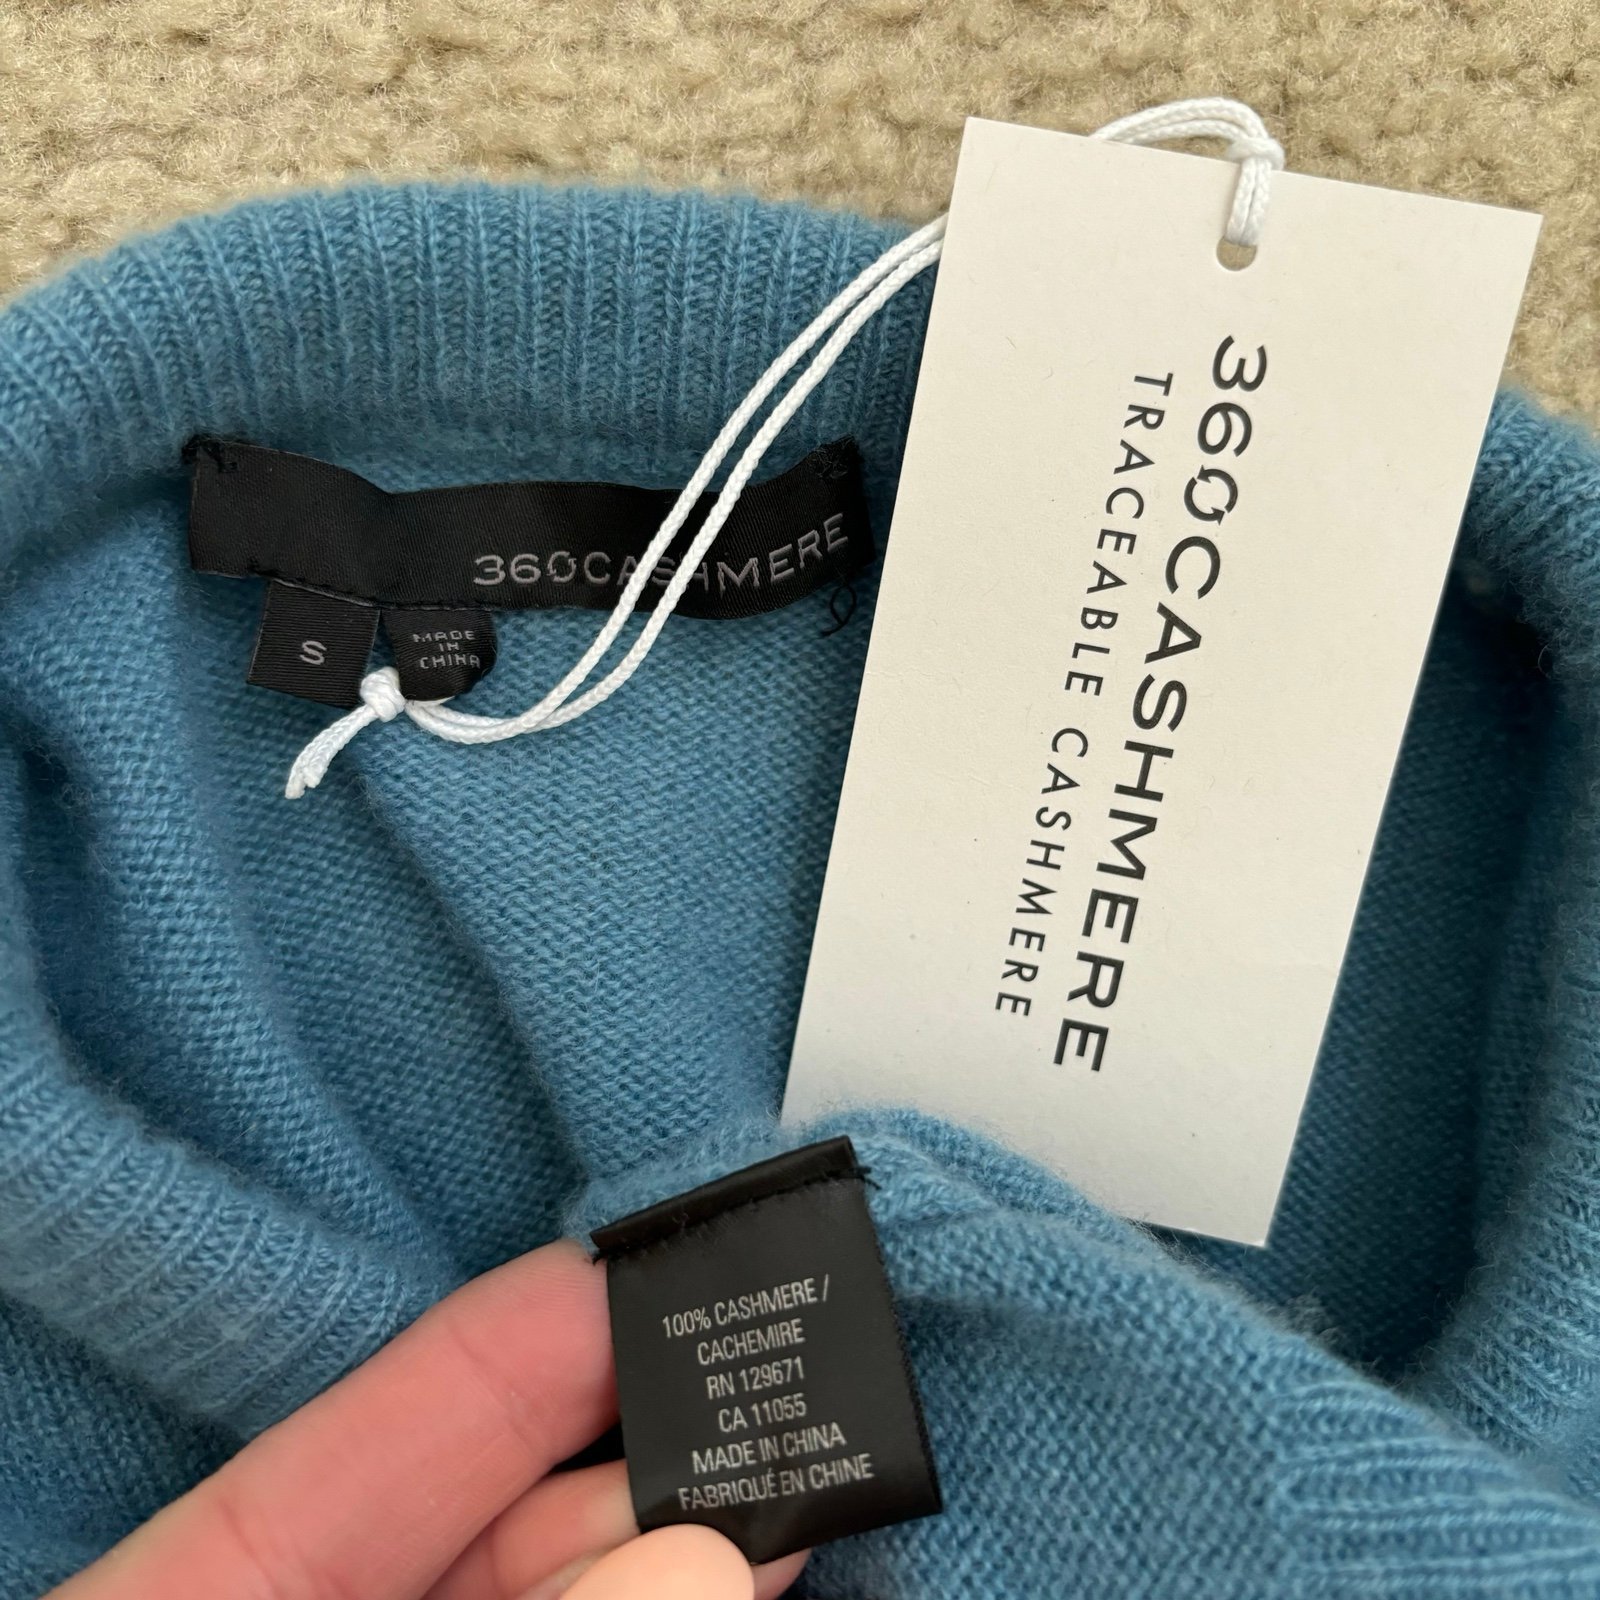 360CASHMERE
S
MADE
IN
CHINA
360CASHMERE
TRACEABLE CASHMERE
100% CASHMERE /
CACHEMIRE
RN 129671
CA 11055
MADE IN CHINA
FABRIQUÉ EN CHINE